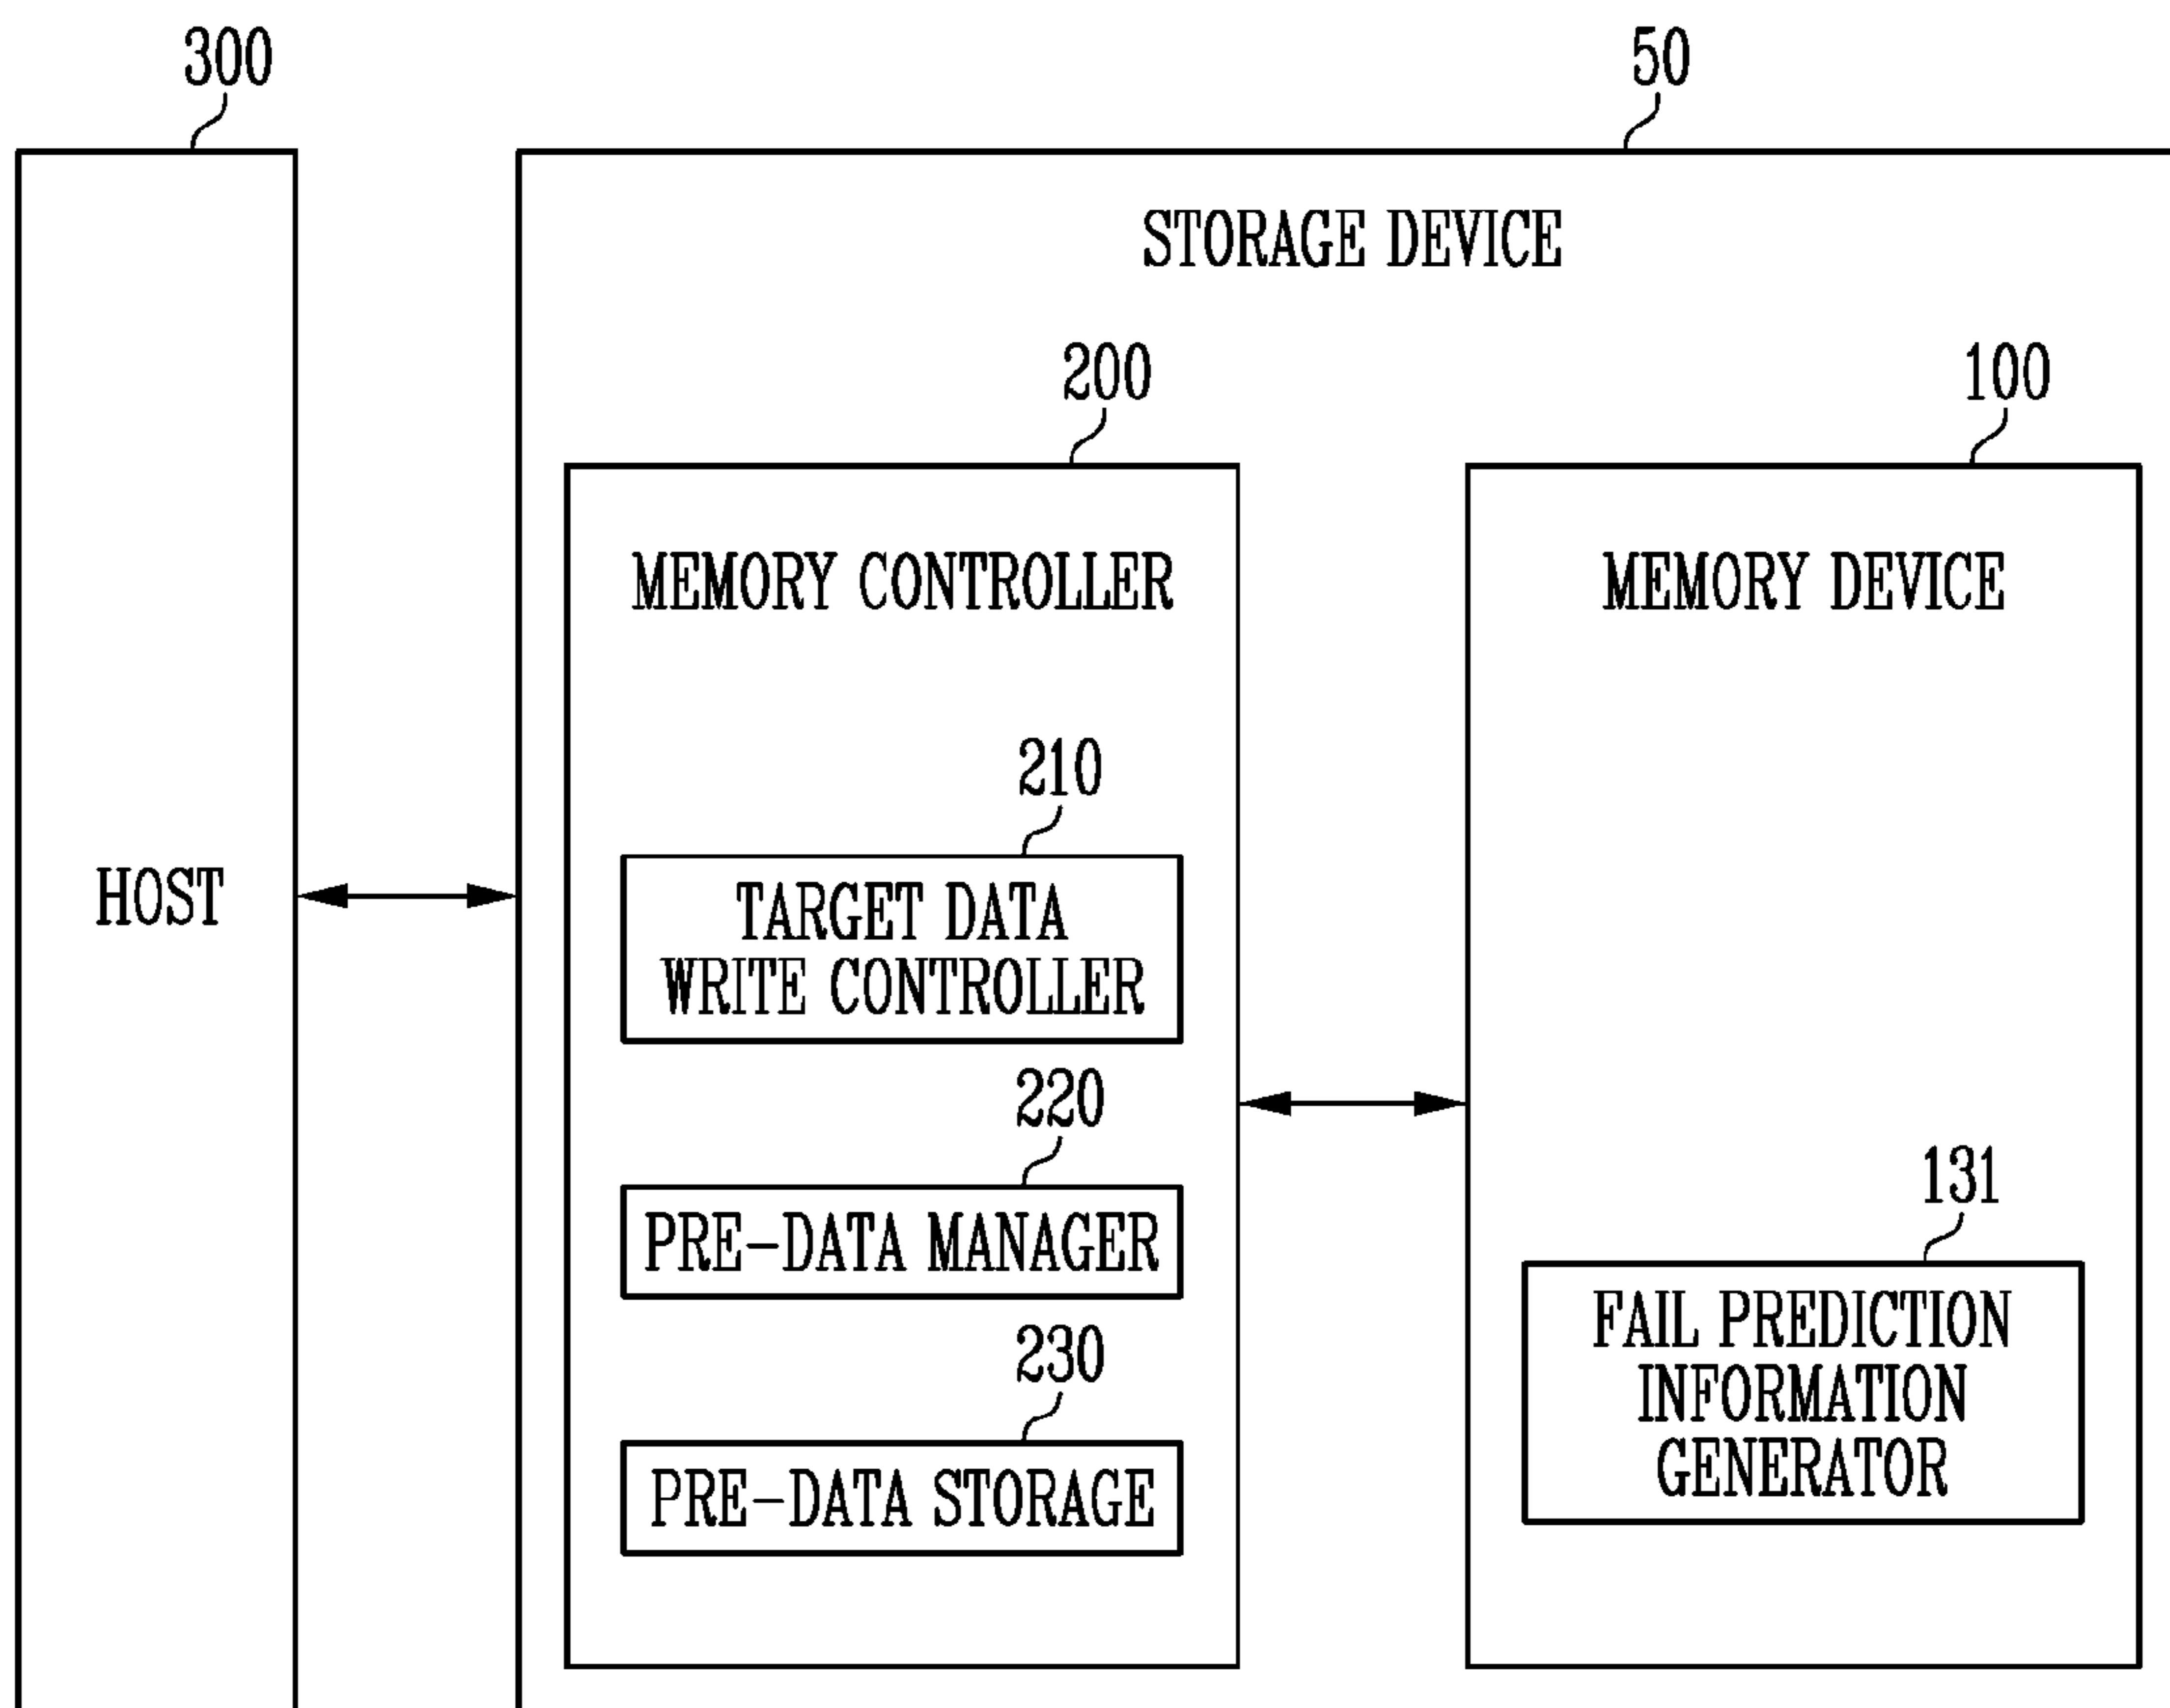 300
50
STORAGE DEVICE
200
100
MEMORY CONTROLLER
MEMORY DEVICE
210
HOST
TARGET DATA
WRITE CONTROLLER
220
131
PRE-DATA MANAGER
FAIL PREDICTION
INFORMATION
GENERATOR
230
PRE-DATA STORAGE